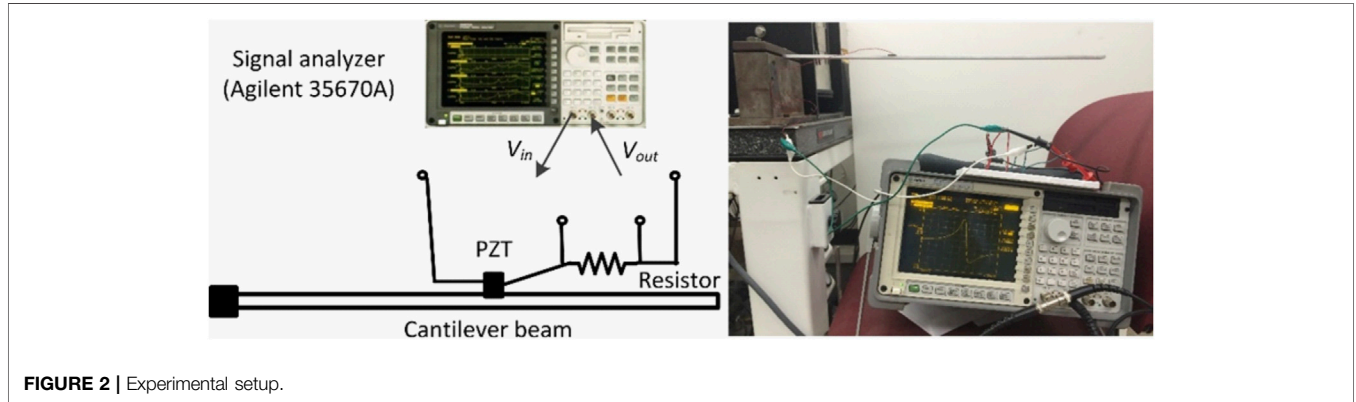 Signal analyzer
(Agilent 35670A)
Vin
Vout
PZT
Resistor
Cantilever beam
FIGURE 2 | Experimental setup.